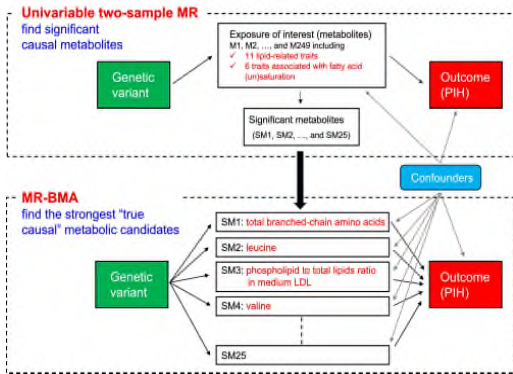 Univariable two-sample MR
find significant
causal metabolites
Exposure of interest (metabolites)
M1, M2, ..., and M249 including
✓ 11 lipid-related traits
✓ 6 traits associated with fatty acid
(un)saturation
Genetic
variant
Outcome
(PIH)
Significant metabolites
(SM1, SM2, ..., and SM25)
Confounders
MR-BMA
find the strongest "true
causal" metabolic candidates
SM1: total branched-chain amino acids
SM2: leucine
SM3: phospholipid to total lipids ratio
in medium LDL
SM4: valine
SM25
Genetic
variant
Outcome
(PIH)